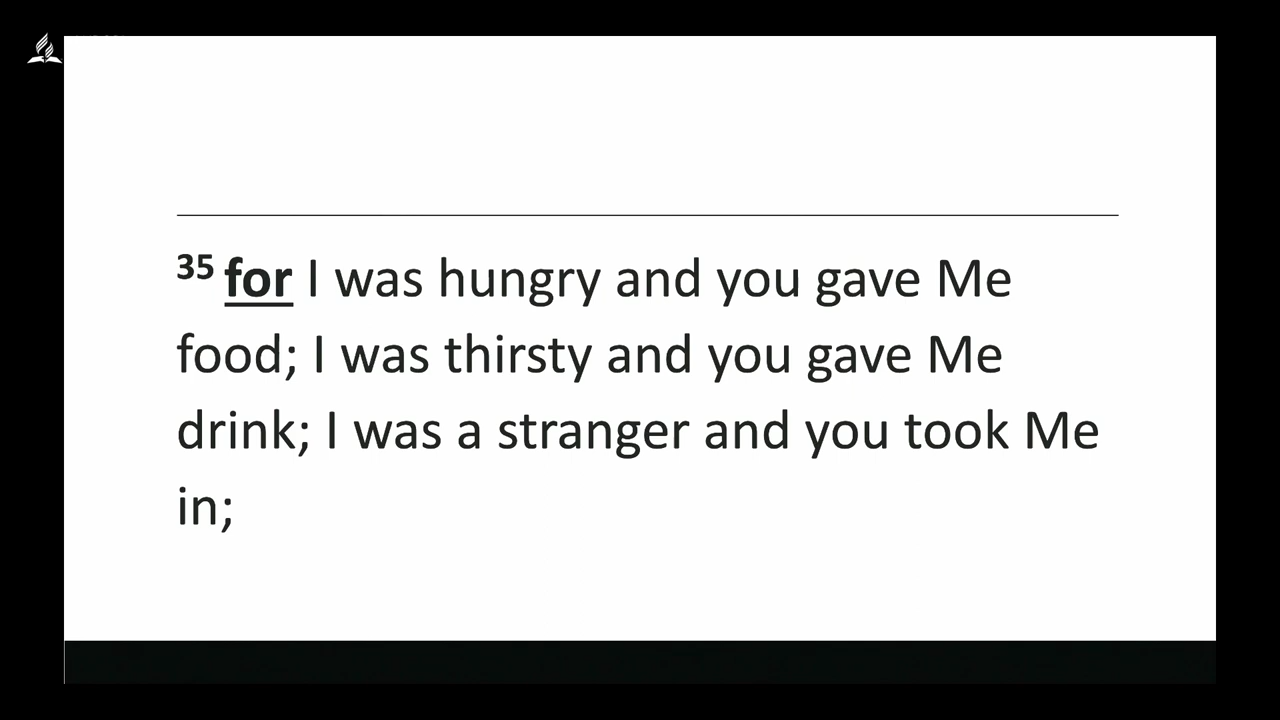 35 for I was hungry and you gave Me
food; I was thirsty and you gave Me
drink; I was a stranger and you took Me
in;